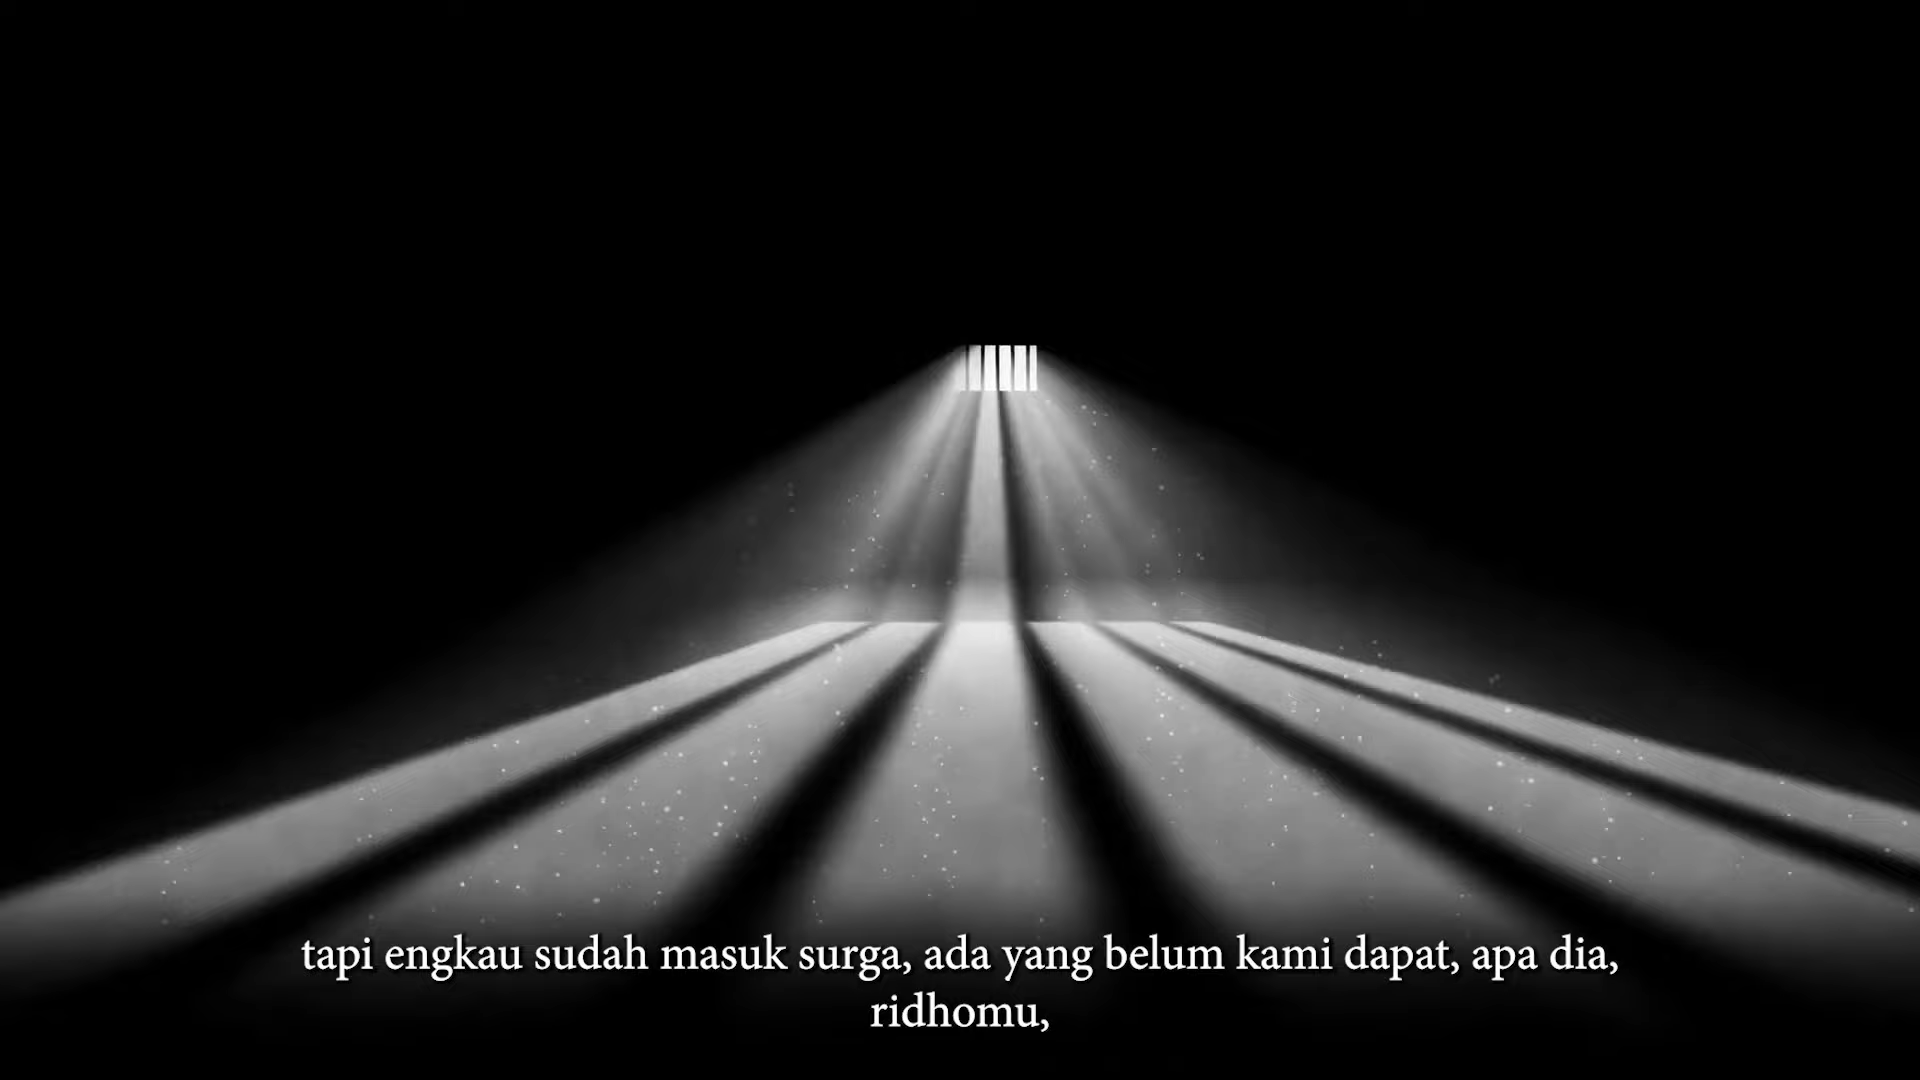 tapi engkau sudah masuk surga, ada yang belum kami dapat, apa dia,
ridhomu,